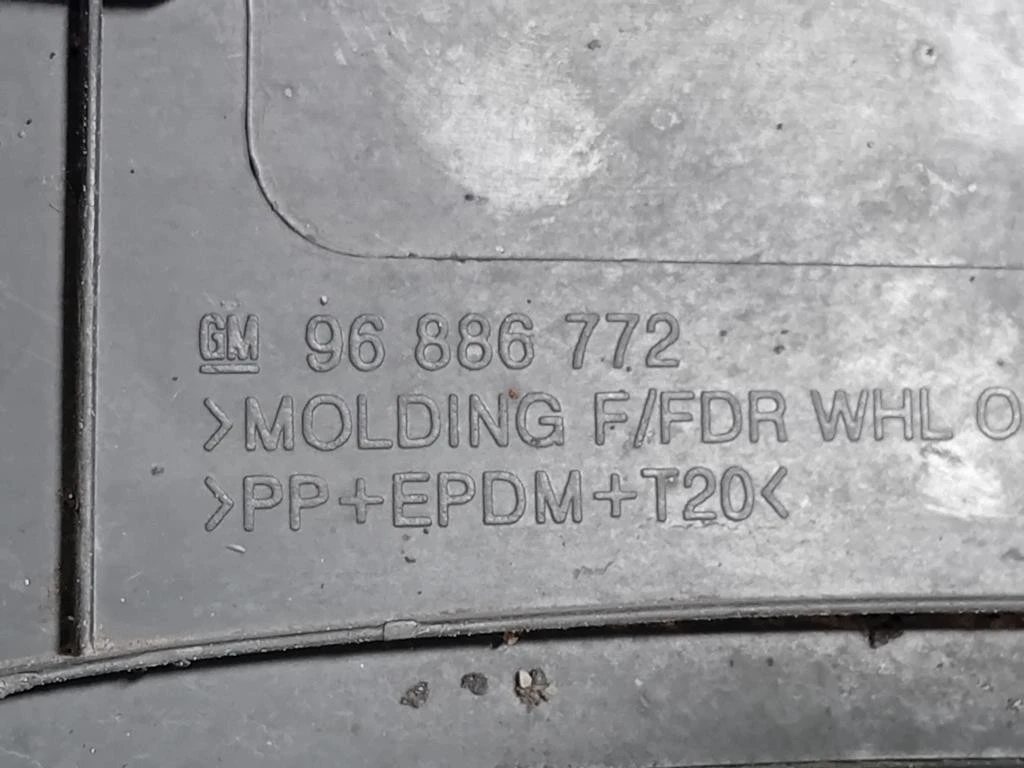 GM 96 886 772
>MOLDING F/FDR WHL O
>PP+EPDM+T20<